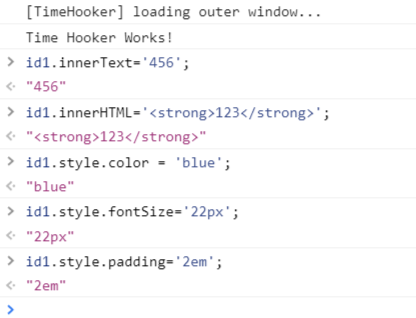 [TimeHooker] loading outer window...
Time Hooker Works!
> id1.innerText='456';
<· "456"
> id1.innerHTML='<strong>123</strong>';
<· "<strong>123</strong>"
> id1.style.color = 'blue';
<· "blue"
> id1.style.fontSize='22px';
<· "22px"
> id1.style.padding='2em';
<· "2em"
>